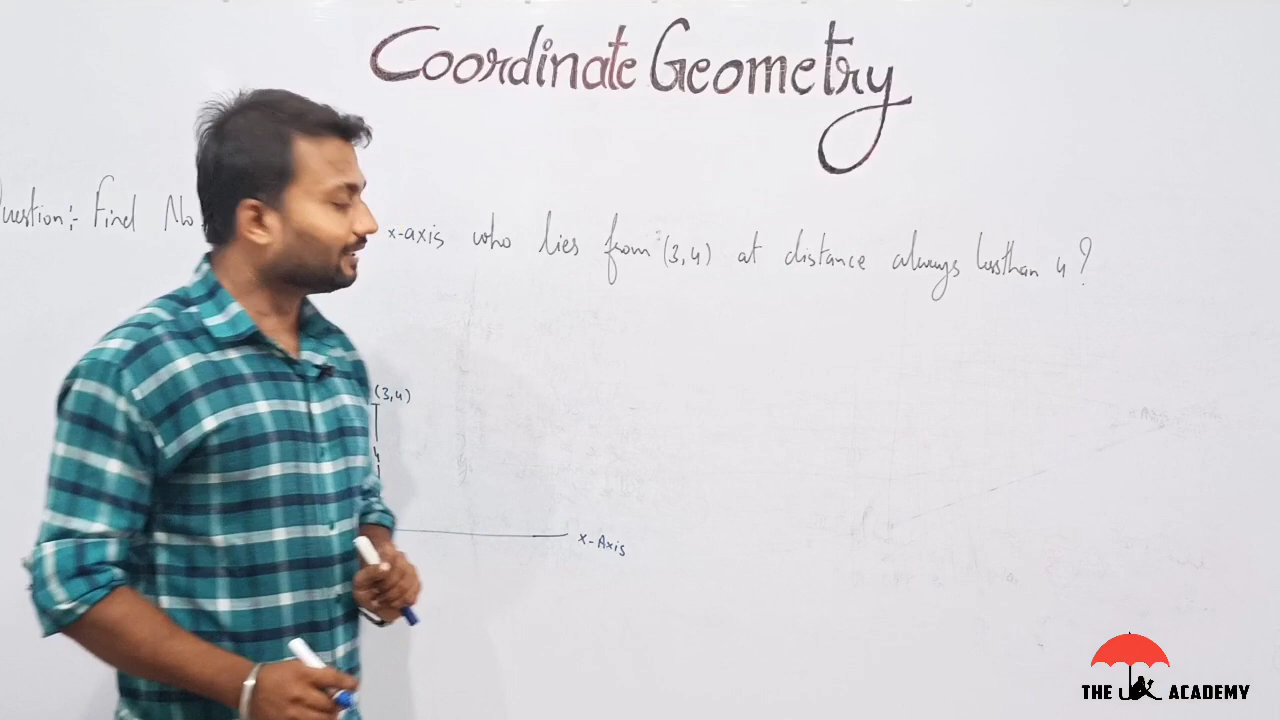 Coordinate Geometry
Question:- Find No. x-axis who lies from (3,4) at distance always lessthan 4?
(3,4)
4
x-Axis
THE ACADEMY